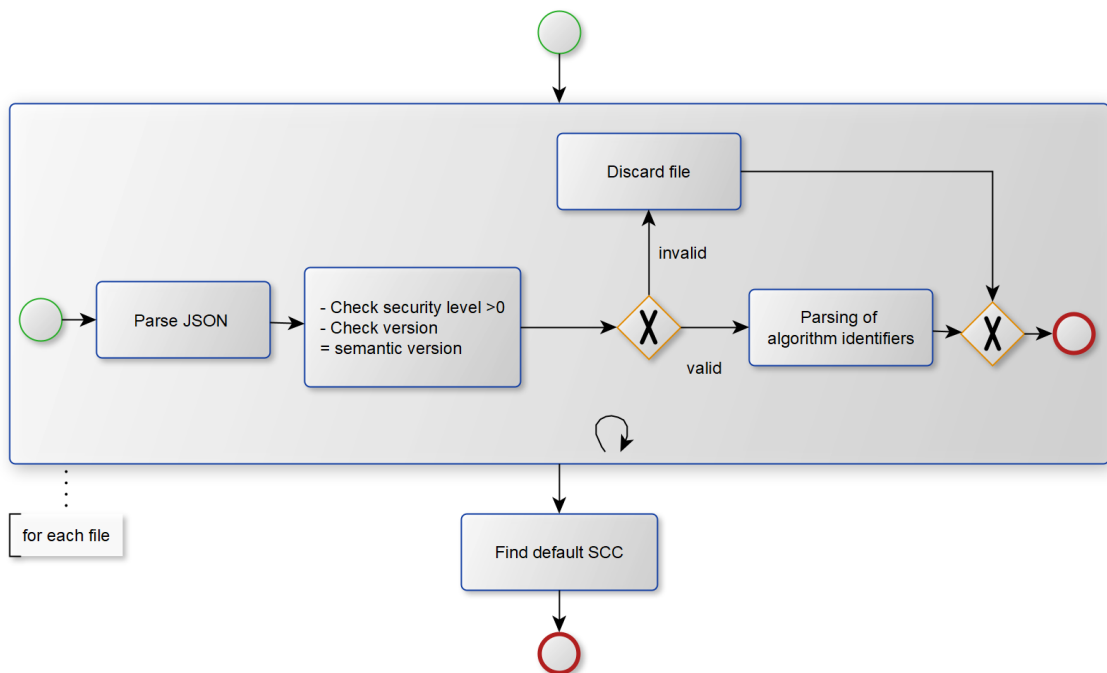 Discard file
invalid
Parse JSON
- Check security level >0
- Check version
= semantic version
X
valid
Parsing of
algorithm identifiers
X
for each file
Find default SCC